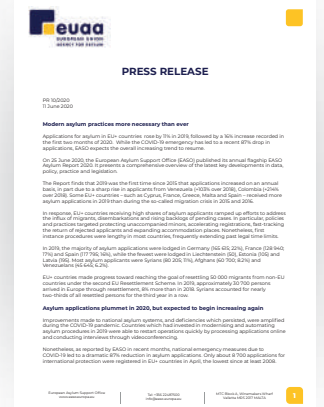 euaa
EUROPEAN UNION
AGENCY FOR ASYLUM
PRESS RELEASE
PR 10/2020
11 June 2020
Modern asylum practices more necessary than ever
Applications for asylum in EU+ countries rose by 11% in 2019, followed by a 16% increase recorded in
the first two months of 2020. While the COVID-19 emergency has led to a recent 87% drop in
applications, EASO expects the overall increasing trend to resume.
On 25 June 2020, the European Asylum Support Office (EASO) published its annual flagship EASO
Asylum Report 2020. It presents a comprehensive overview of the latest key developments in data,
policy, practice and legislation.
The Report finds that 2019 was the first time since 2015 that applications increased on an annual
basis, in part due to a sharp rise in applicants from Venezuela (+103% over 2018), Colombia (+214%
over 2018). Some EU+ countries – such as Cyprus, France, Greece, Malta and Spain – received more
asylum applications in 2019 than during the so-called migration crisis in 2015 and 2016.
In response, EU+ countries receiving high shares of asylum applicants ramped up efforts to address
the influx of migrants, disembarkations and rising backlogs of pending cases. In particular, policies
and practices targeted protecting unaccompanied minors, accelerating registrations, fast-tracking
the return of rejected applicants and expanding accommodation places. Nonetheless, first
instance procedures were lengthy in most countries, frequently extending past legal time limits.
In 2019, the majority of asylum applications were lodged in Germany (165 615; 22%), France (128 940;
17%) and Spain (117 795; 16%), while the fewest were lodged in Liechtenstein (50), Estonia (105) and
Latvia (195). Most asylum applicants were Syrians (80 205; 11%), Afghans (60 700; 8.2%) and
Venezuelans (45 645; 6.2%).
EU+ countries made progress toward reaching the goal of resettling 50 000 migrants from non-EU
countries under the second EU Resettlement Scheme. In 2019, approximately 30 700 persons
arrived in Europe through resettlement, 8% more than in 2018. Syrians accounted for nearly
two-thirds of all resettled persons for the third year in a row.
Asylum applications plummet in 2020, but expected to begin increasing again
Improvements made to national asylum systems, and deficiencies which persisted, were amplified
during the COVID-19 pandemic. Countries which had invested in modernising and automating
asylum procedures in 2019 were able to restart operations quickly by processing applications online
and conducting interviews through videoconferencing.
Nonetheless, as reported by EASO in recent months, national emergency measures due to
COVID-19 led to a dramatic 87% reduction in asylum applications. Only about 8 700 applications for
international protection were registered in EU+ countries in April, the lowest since at least 2008.
European Asylum Support Office
MTC Block A, Winemakers Wharf
Valletta MRS 1917, MALTA
1